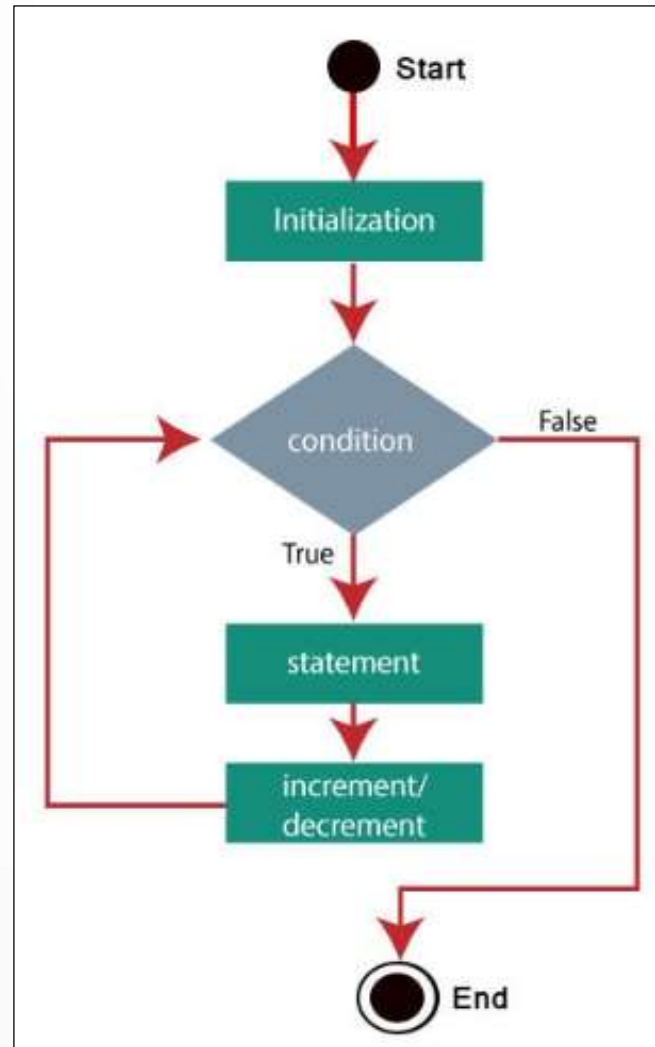 Start
Initialization
condition
False
True
statement
increment/
decrement
End